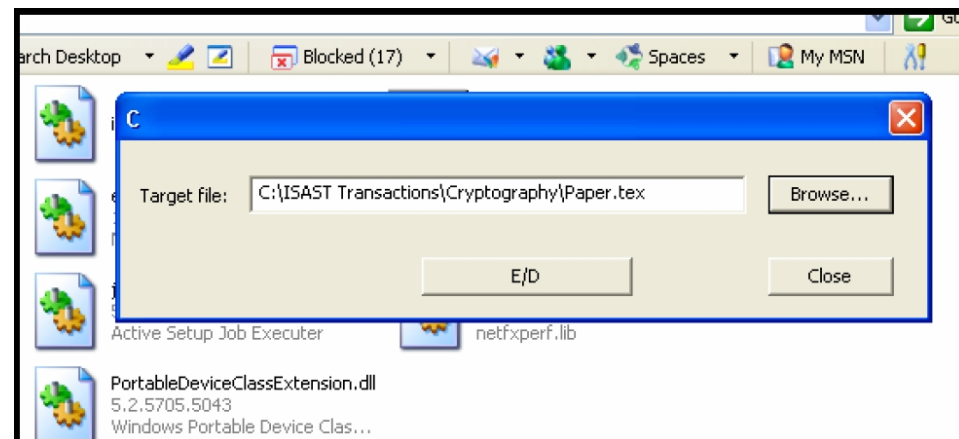 Search Desktop Blocked (17) Spaces My MSN
C
Target file: C:\ISAST Transactions\Cryptography\Paper.tex Browse...
E/D Close
Active Setup Job Executer netfxperf.lib
PortableDeviceClassExtension.dll
5.2.5705.5043
Windows Portable Device Clas...